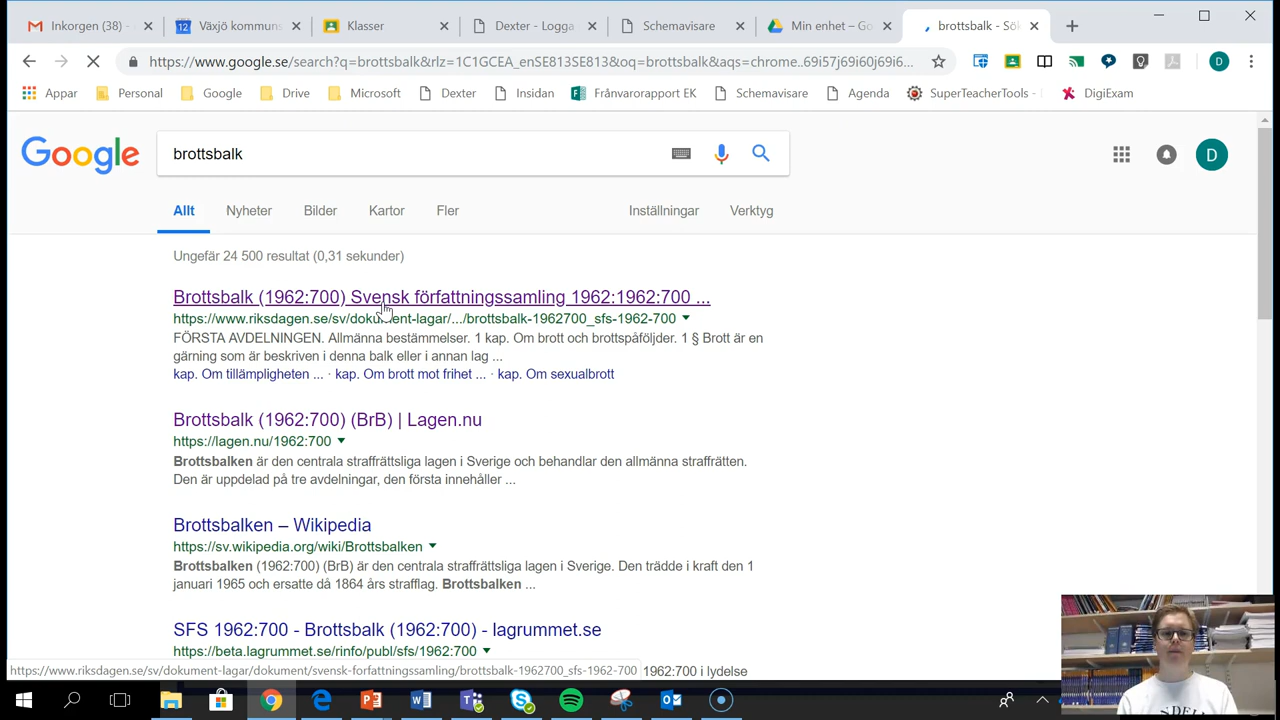 Inkorgen (38) -
12 Växjö kommuns
Klasser
Dexter - Logga
Schemavisare
Min enhet – Go
brottsbalk - Sök
https://www.google.se/search?q=brottsbalk&rlz=1C1GCEA_enSE813SE813&oq=brottsbalk&aqs=chrome..69i57j69i60j69i6...
D
Appar
Personal
Google
Drive
Microsoft
Dexter
Insidan
Frånvarorapport EK
Schemavisare
Agenda
SuperTeacherTools -
DigiExam
Google
brottsbalk
D
Allt
Nyheter
Bilder
Kartor
Fler
Inställningar
Verktyg
Ungefär 24 500 resultat (0,31 sekunder)
Brottsbalk (1962:700) Svensk författningssamling 1962:1962:700 ...
https://www.riksdagen.se/sv/dokument-lagar/.../brottsbalk-1962700_sfs-1962-700
FÖRSTA AVDELNINGEN. Allmänna bestämmelser. 1 kap. Om brott och brottspåföljder. 1 § Brott är en
gärning som är beskriven i denna balk eller i annan lag ...
kap. Om tillämpligheten ... · kap. Om brott mot frihet ... · kap. Om sexualbrott
Brottsbalk (1962:700) (BrB) | Lagen.nu
https://lagen.nu/1962:700
Brottsbalken är den centrala straffrättsliga lagen i Sverige och behandlar den allmänna straffrätten.
Den är uppdelad på tre avdelningar, den första innehåller ...
Brottsbalken – Wikipedia
https://sv.wikipedia.org/wiki/Brottsbalken
Brottsbalken (1962:700) (BrB) är den centrala straffrättsliga lagen i Sverige. Den trädde i kraft den 1
januari 1965 och ersatte då 1864 års strafflag. Brottsbalken ...
SFS 1962:700 - Brottsbalk (1962:700) - lagrummet.se
https://beta.lagrummet.se/rinfo/publ/sfs/1962:700
https://www.riksdagen.se/sv/dokument-lagar/dokument/svensk-forfattningssamling/brottsbalk-1962700_sfs-1962-700
1962:700 i lydelse